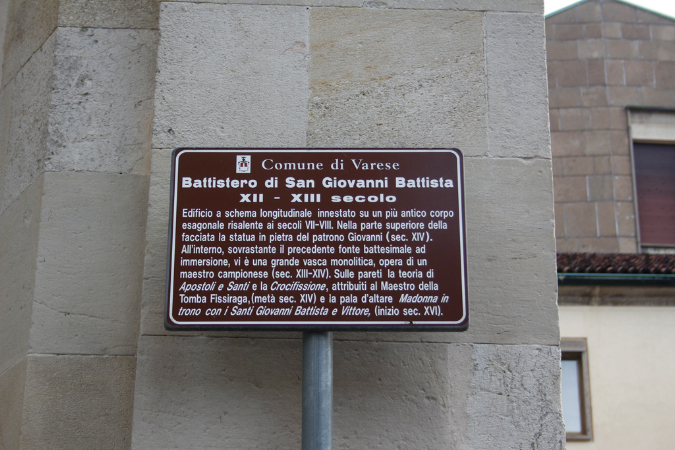 Comune di Varese
Battistero di San Giovanni Battista
XII - XIII secolo
Edificio a schema longitudinale innestato su un più antico corpo
esagonale risalente ai secoli VII-VIII. Nella parte superiore della
facciata la statua in pietra del patrono Giovanni (sec. XIV).
All'interno, sovrastante il precedente fonte battesimale ad
immersione, vi è una grande vasca monolitica, opera di un
maestro campionese (sec. XIII-XIV). Sulle pareti la teoria di
Apostoli e Santi e la Crocifissione, attribuiti al Maestro della
Tomba Fissiraga,(metà sec. XIV) e la pala d'altare Madonna in
trono con i Santi Giovanni Battista e Vittore, (inizio sec. XVI).